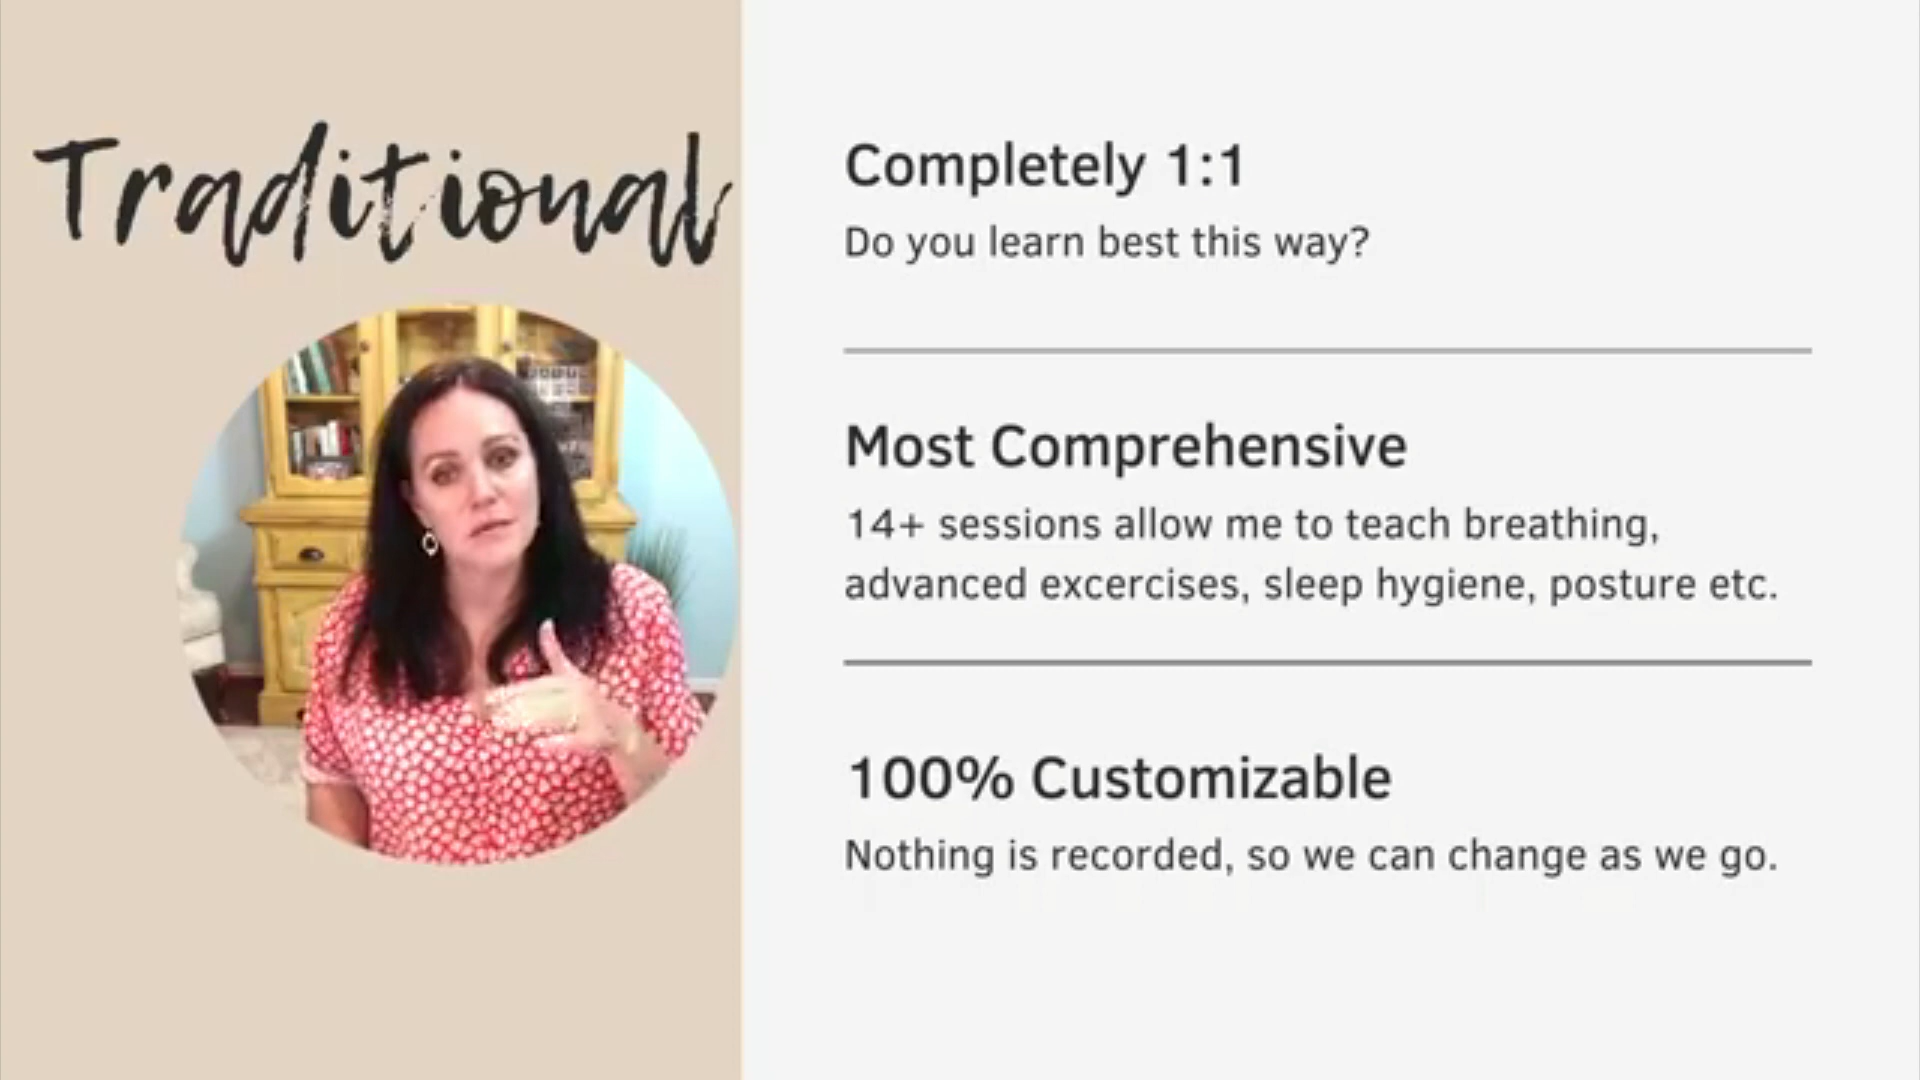 Traditional
Completely 1:1
Do you learn best this way?
Most Comprehensive
14+ sessions allow me to teach breathing,
advanced excercises, sleep hygiene, posture etc.
100% Customizable
Nothing is recorded, so we can change as we go.